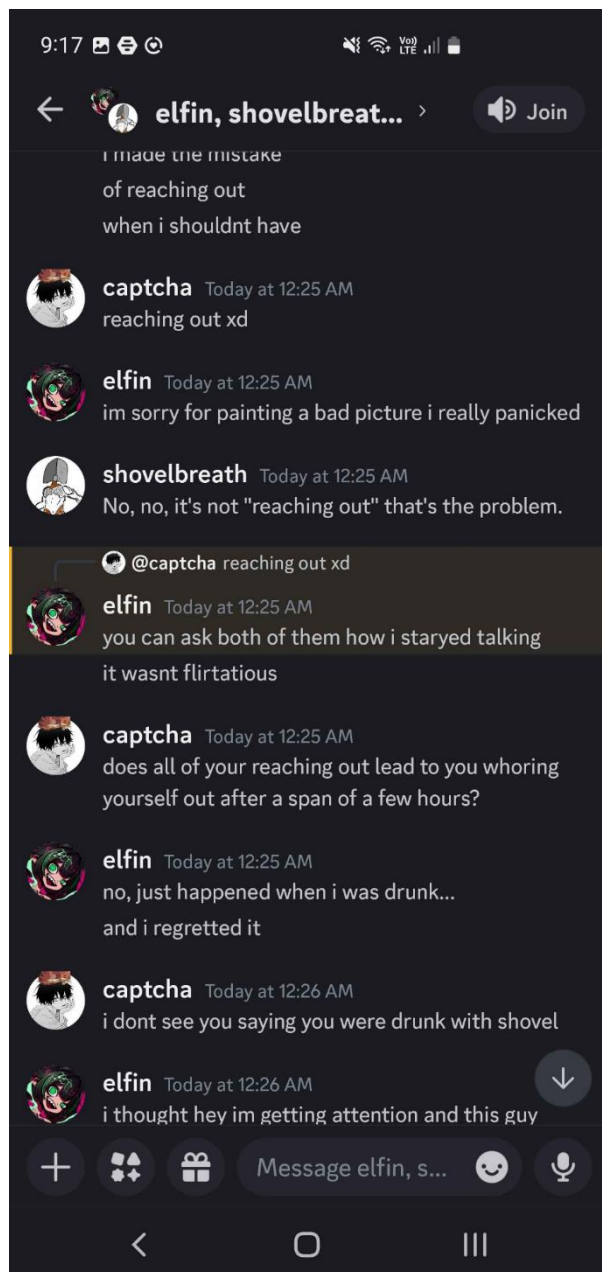 9:17
Vo))
LTE
elfin, shovelbreat...
Join
i made the mistake
of reaching out
when i shouldnt have
captcha Today at 12:25 AM
reaching out xd
elfin Today at 12:25 AM
im sorry for painting a bad picture i really panicked
shovelbreath Today at 12:25 AM
No, no, it's not "reaching out" that's the problem.
@captcha reaching out xd
elfin Today at 12:25 AM
you can ask both of them how i staryed talking
it wasnt flirtatious
captcha Today at 12:25 AM
does all of your reaching out lead to you whoring
yourself out after a span of a few hours?
elfin Today at 12:25 AM
no, just happened when i was drunk...
and i regretted it
captcha Today at 12:26 AM
i dont see you saying you were drunk with shovel
elfin Today at 12:26 AM
i thought hey im getting attention and this guy
Message elfin, s...